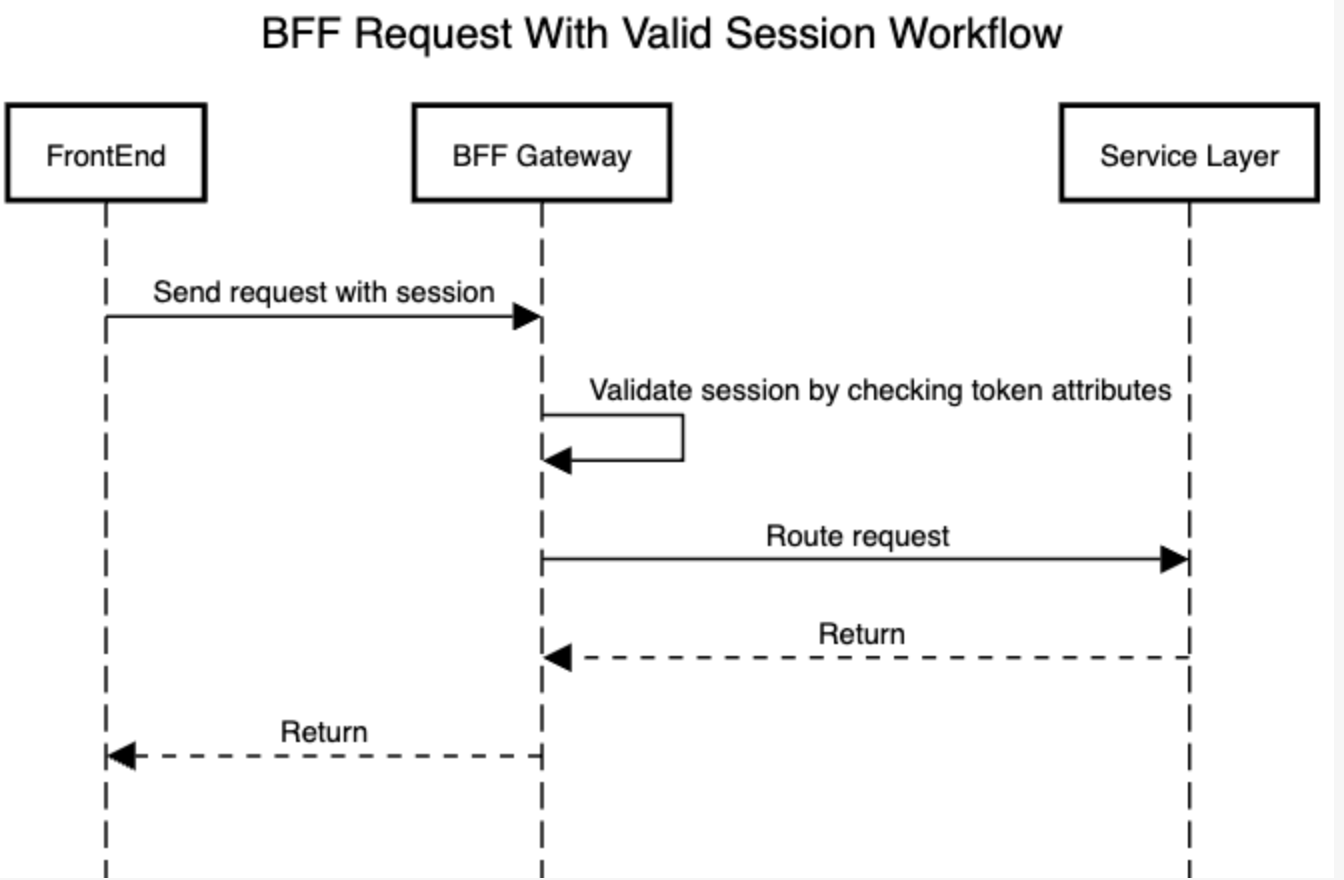 BFF Request With Valid Session Workflow
FrontEnd
BFF Gateway
Service Layer
Send request with session
Validate session by checking token attributes
Route request
Return
Return